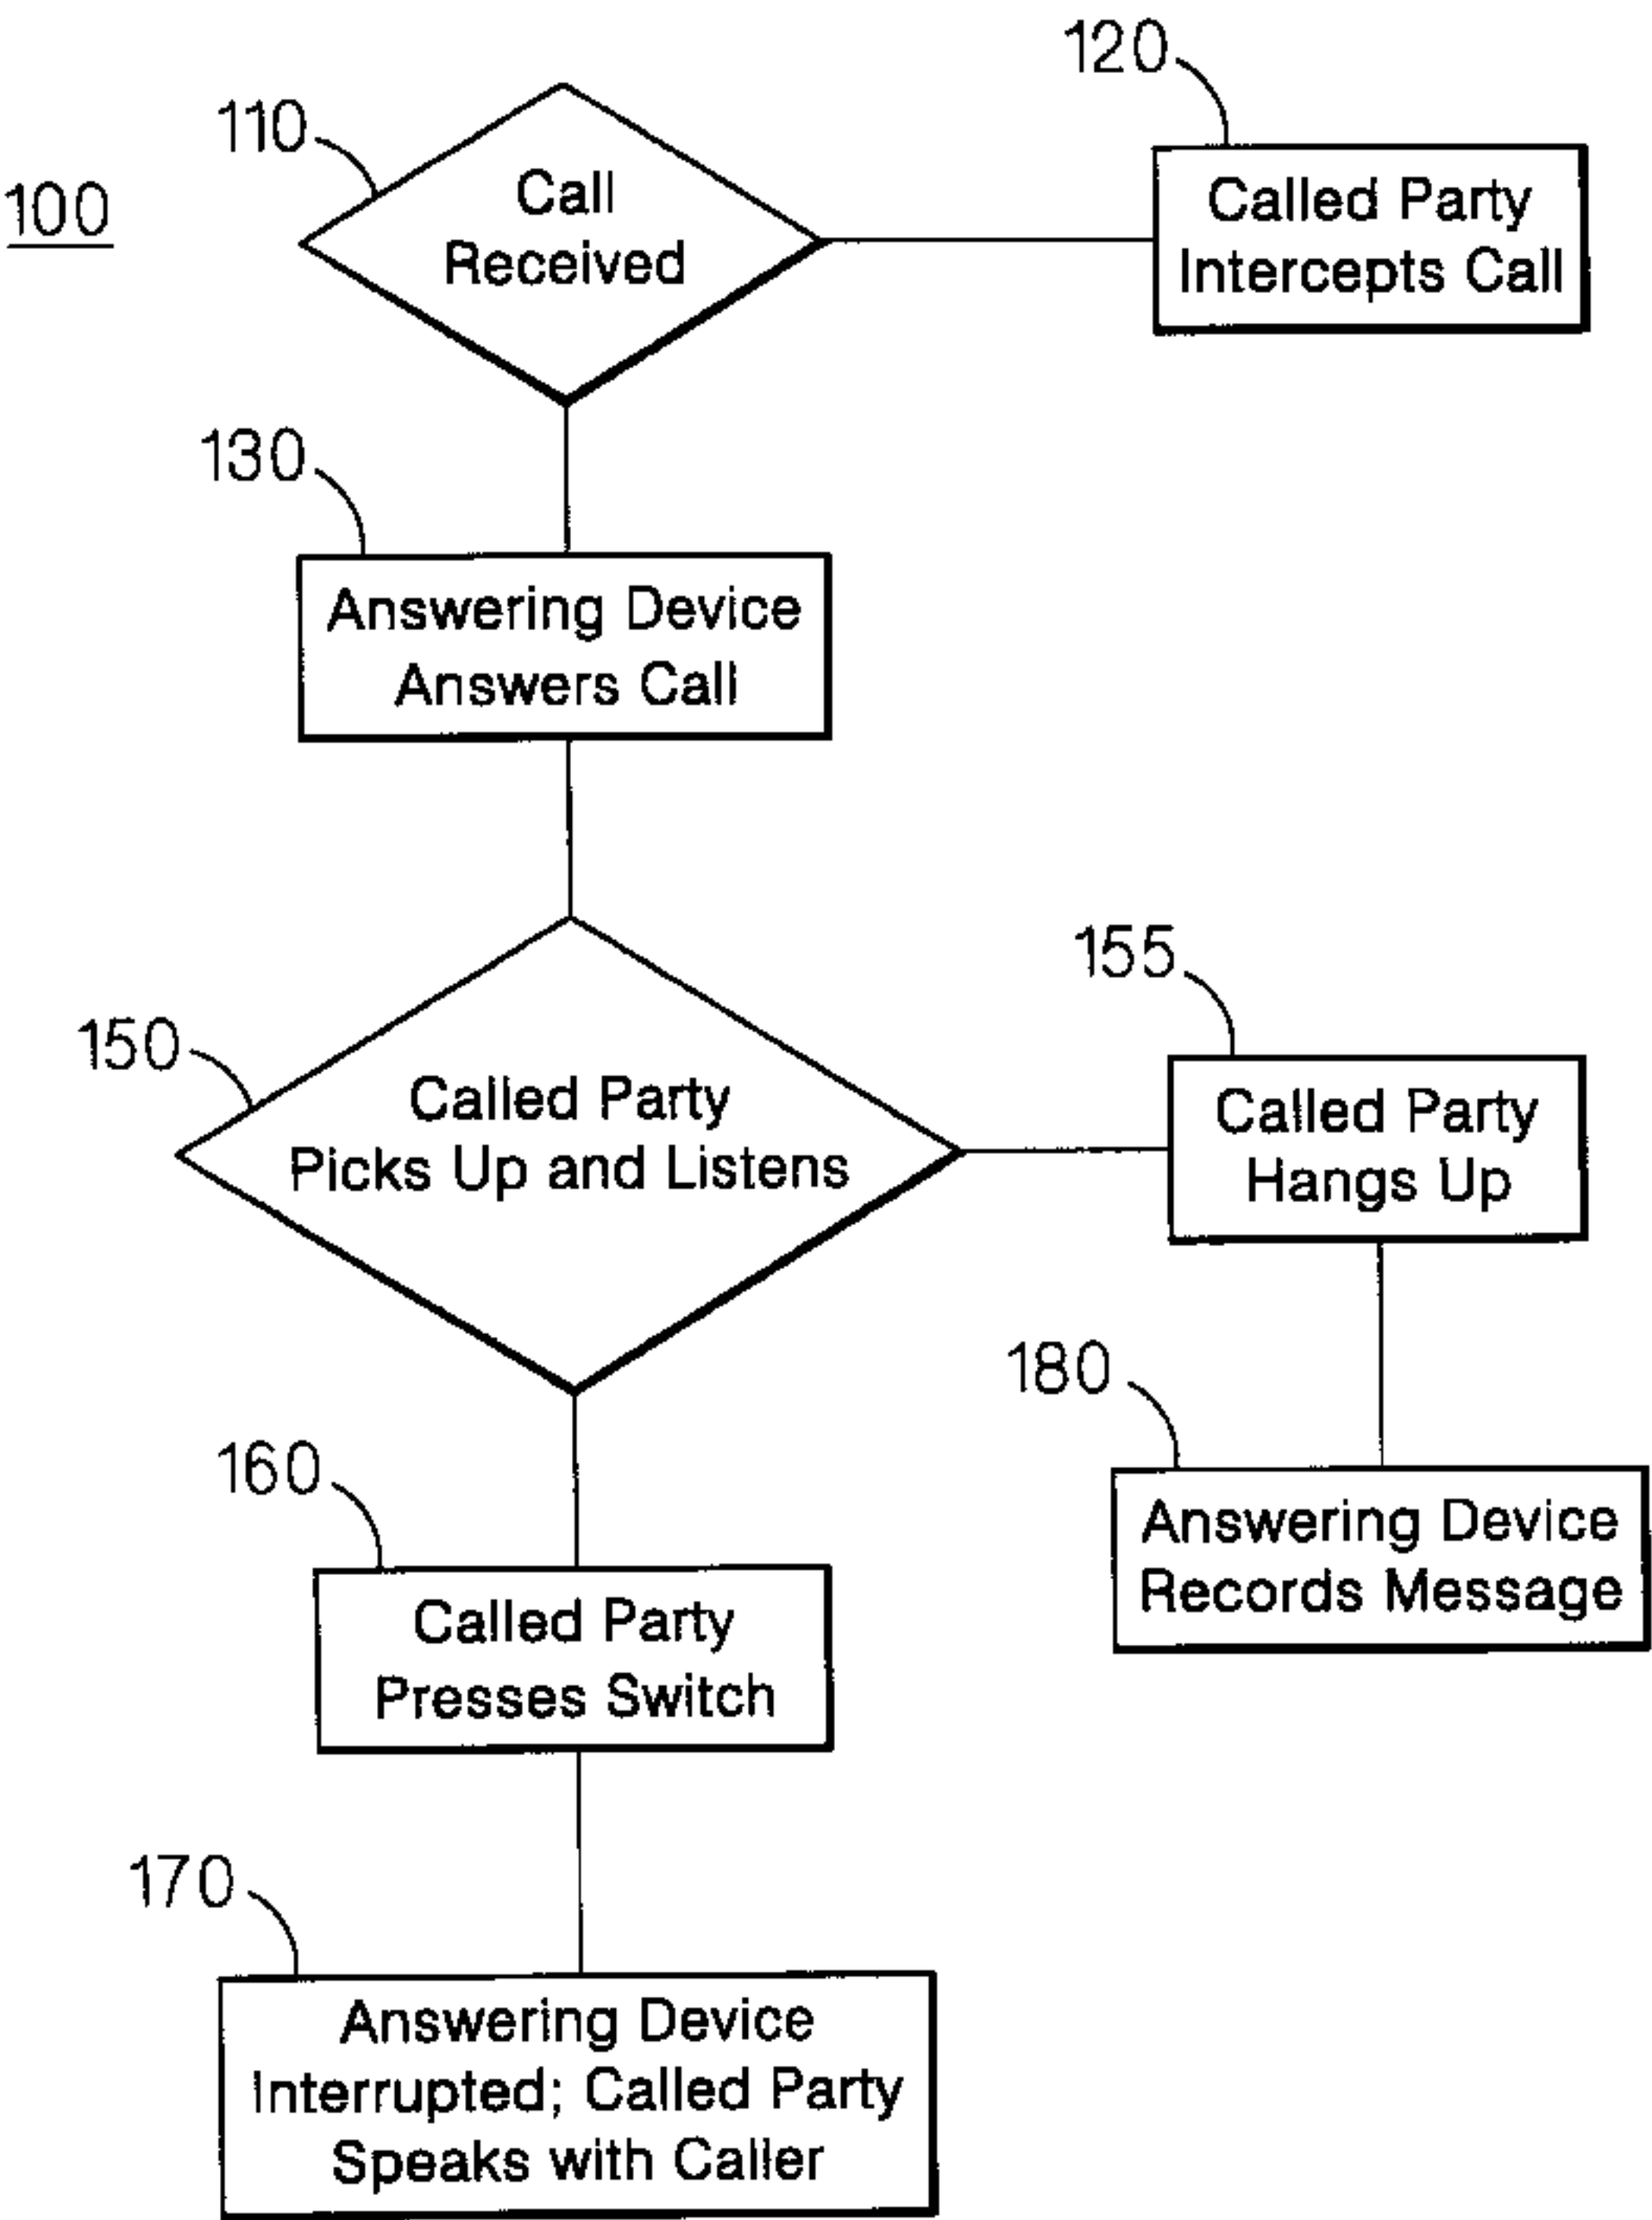 120
110
100
Call
Received
Called Party
Intercepts Call
130
Answering Device
Answers Call
155
150
Called Party
Picks Up and Listens
Called Party
Hangs Up
180
160
Answering Device
Records Message
Called Party
Presses Switch
170
Answering Device
Interrupted; Called Party
Speaks with Caller